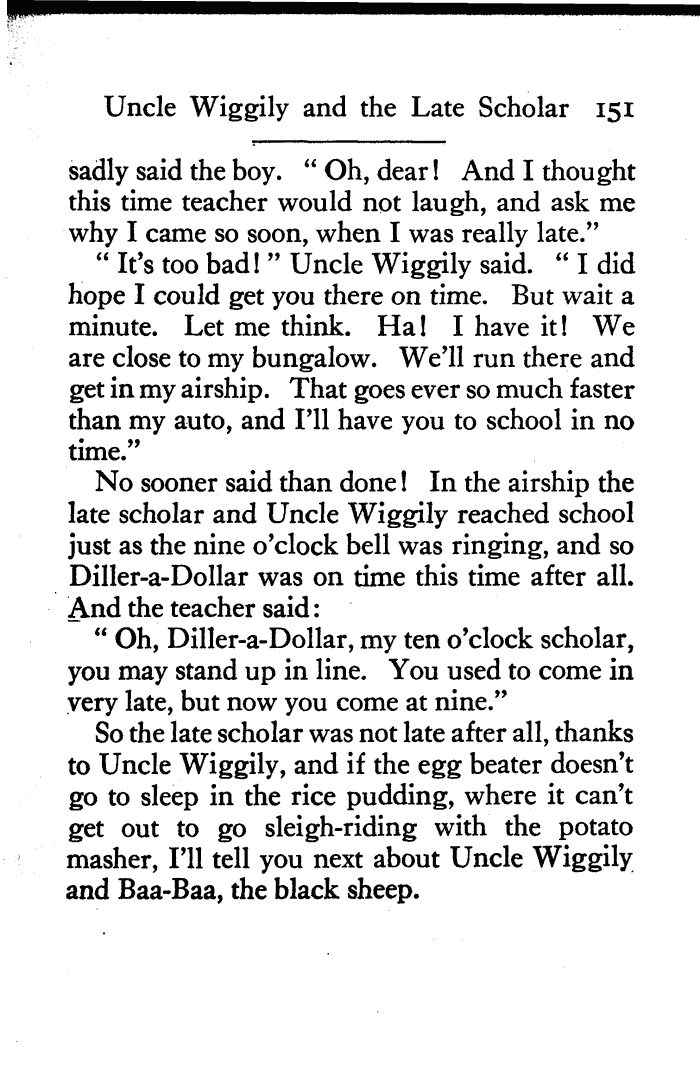 Uncle Wiggily and the Late Scholar 151
sadly said the boy. “ Oh, dear! And I thought
this time teacher would not laugh, and ask me
why I came so soon, when I was really late.”
“ It's too bad! ” Uncle Wiggily said. “ I did
hope I could get you there on time. But wait a
minute. Let me think. Ha! I have it! We
are close to my bungalow. We’ll run there and
get in my airship. That goes ever so much faster
than my auto, and I’ll have you to school in no
time.”
No sooner said than done! In the airship the
late scholar and Uncle Wiggily reached school
just as the nine o’clock bell was ringing, and so
Diller-a-Dollar was on time this time after all.
And the teacher said:
“ Oh, Diller-a-Dollar, my ten o’clock scholar,
you may stand up in line. You used to come in
very late, but now you come at nine.”
So the late scholar was not late after all, thanks
to Uncle Wiggily, and if the egg beater doesn’t
go to sleep in the rice pudding, where it can’t
get out to go sleigh-riding with the potato
masher, I’ll tell you next about Uncle Wiggily
and Baa-Baa, the black sheep.